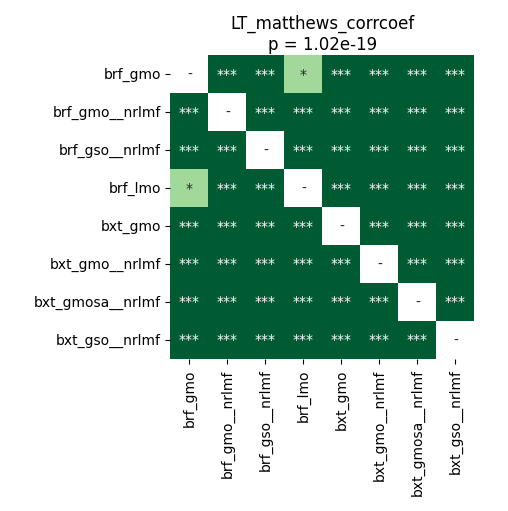 LT_matthews_corrcoef
p = 1.02e-19
brf_gmo - *** *** * *** *** *** ***
brf_gmo__nrlmf *** - *** *** *** *** *** ***
brf_gso__nrlmf *** *** - *** *** *** *** ***
brf_lmo * *** *** - *** *** *** ***
bxt_gmo *** *** *** *** - *** *** ***
bxt_gmo__nrlmf *** *** *** *** *** - *** ***
bxt_gmosa__nrlmf *** *** *** *** *** *** - ***
bxt_gso__nrlmf *** *** *** *** *** *** *** -
brf_gmo
brf_gmo__nrlmf
brf_gso__nrlmf
brf_lmo
bxt_gmo
bxt_gmo__nrlmf
bxt_gmosa__nrlmf
bxt_gso__nrlmf